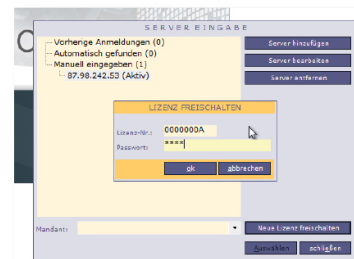 SERVER-EINGABE
Vorherige Anmeldungen (0)
Automatisch gefunden (0)
Manuell eingegeben (1)
87.98.242.53 (Aktiv)
Server hinzufügen
Server bearbeiten
Server entfernen
LIZENZ FREISCHALTEN
Lizenz-Nr.: 0000000A
Passwort: ****
ok abbrechen
Mandant:
Neue Lizenz freischalten
Auswählen schließen